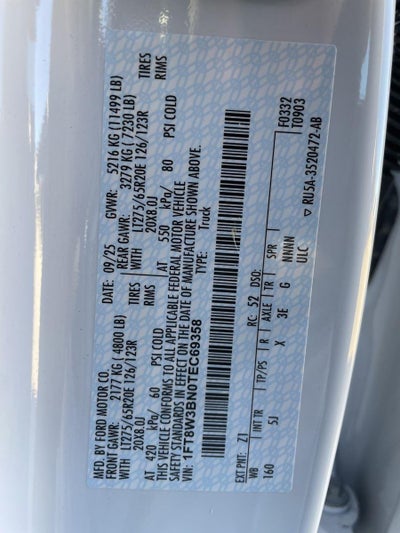 MFD. BY FORD MOTOR CO.
DATE: 09/25 GVWR: 5216 KG (11499 LB)
FRONT GAWR: 2177 KG (4800 LB) REAR GAWR: 3279 KG (7230 LB)
WITH LT275/65R20E 126/123R TIRES WITH LT275/65R20E 126/123R TIRES
20X8.0J RIMS 20X8.0J RIMS
AT 420 kPa/ 60 PSI COLD AT 550 kPa/ 80 PSI COLD
THIS VEHICLE CONFORMS TO ALL APPLICABLE FEDERAL MOTOR VEHICLE
SAFETY STANDARDS IN EFFECT ON THE DATE OF MANUFACTURE SHOWN ABOVE.
VIN: 1FT8W3BN0TEC69358 TYPE: Truck
F0332
T0903
EXT PNT: Z1 RC: 52 DSO:
WB INT TR TP/PS R AXLE TR SPR
160 5J X 3E G NNMN
ULC
▽ RU5A-3520472-AB